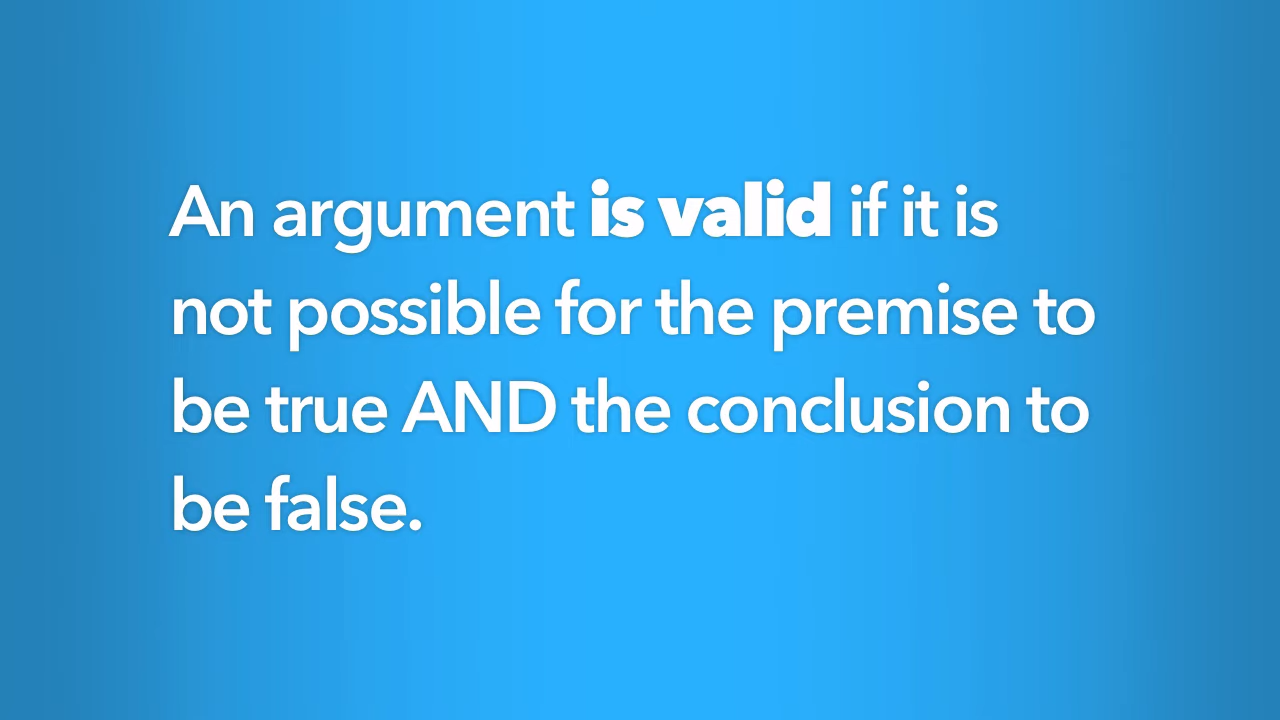 An argument is valid if it is
not possible for the premise to
be true AND the conclusion to
be false.